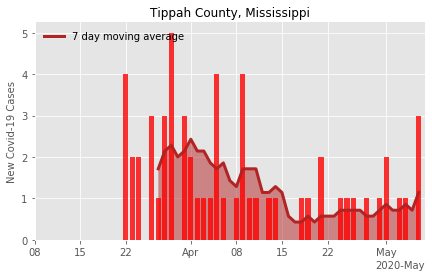 Tippah County, Mississippi
7 day moving average
New Covid-19 Cases
5
4
3
2
1
0
08 15 22 Apr 08 15 22 May
2020-May